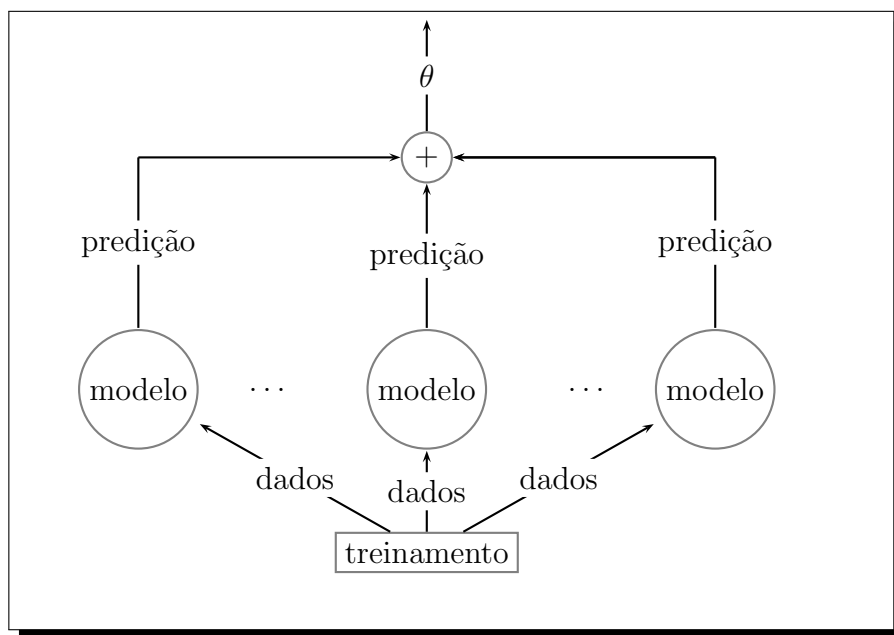 θ
+
predição predição predição
modelo ... modelo ... modelo
dados dados dados
treinamento